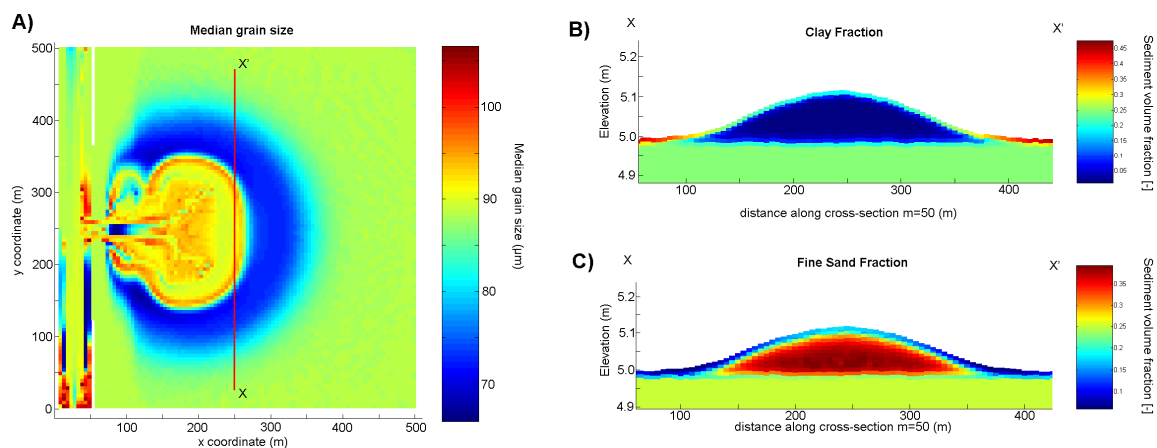 A)
Median grain size
500
400
300
200
100
0
y coordinate (m)
0
100
200
300
400
500
x coordinate (m)
X'
X
100
90
80
70
Median grain size (μm)
B)
X
X'
Clay Fraction
5.2
5.1
5.0
4.9
Elevation (m)
100
200
300
400
distance along cross-section m=50 (m)
0.45
0.4
0.35
0.3
0.25
0.2
0.15
0.1
0.05
Sediment volume fraction [-]
C)
X
X'
Fine Sand Fraction
5.2
5.1
5.0
4.9
Elevation (m)
100
200
300
400
distance along cross-section m=50 (m)
0.35
0.3
0.25
0.2
0.15
0.1
Sediment volume fraction [-]